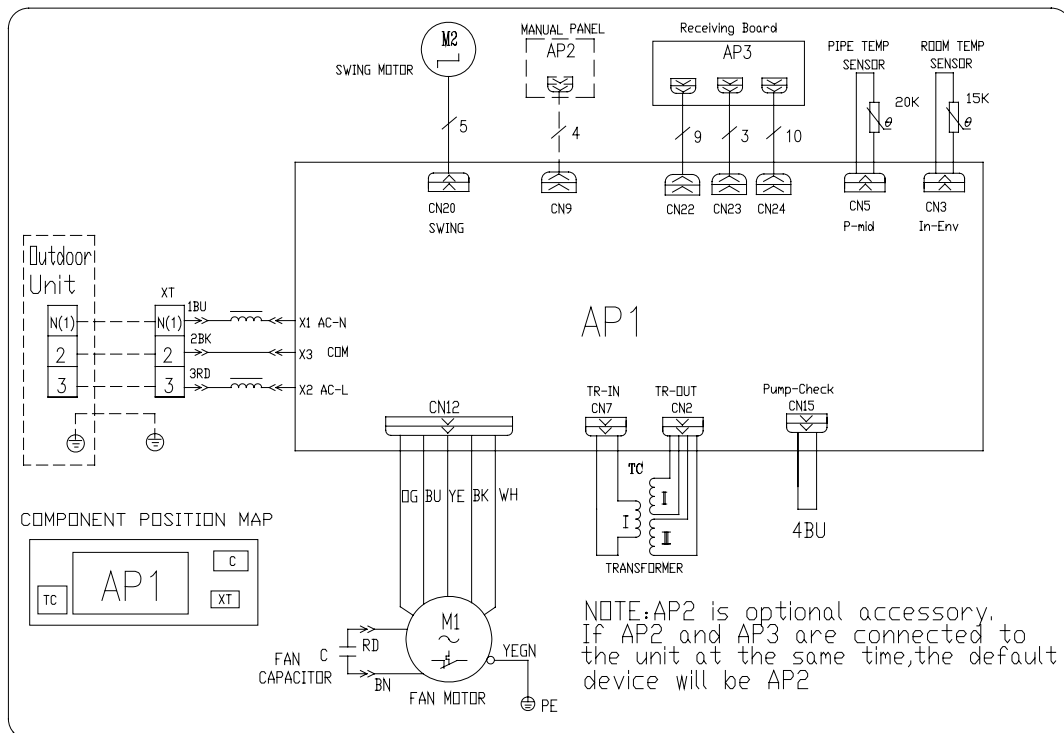 M2
SWING MOTOR
5
MANUAL PANEL
AP2
4
Receiving Board
AP3
9
3
10
PIPE TEMP
SENSOR
20K
θ
ROOM TEMP
SENSOR
15K
θ
CN20
SWING
CN9
CN22
CN23
CN24
CN5
P-mid
CN3
In-Env
Outdoor
Unit
N(1)
2
3
XT
N(1)
2
3
1BU
2BK
3RD
X1 AC-N
X3 COM
X2 AC-L
AP1
CN12
OG BU YE BK WH
TR-IN
CN7
TR-OUT
CN2
Pump-Check
CN15
TC
I
I
II
TRANSFORMER
4BU
COMPONENT POSITION MAP
TC
AP1
C
XT
M1
~
FAN MOTOR
C
FAN
CAPACITOR
RD
BN
YEGN
PE
NOTE:AP2 is optional accessory.
If AP2 and AP3 are connected to
the unit at the same time,the default
device will be AP2